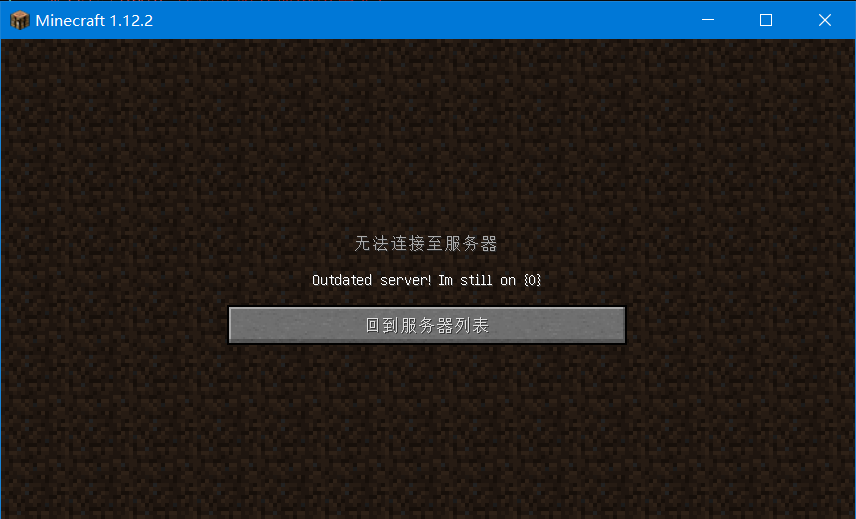 Minecraft 1.12.2
无法连接至服务器
Outdated server! Im still on {0}
回到服务器列表